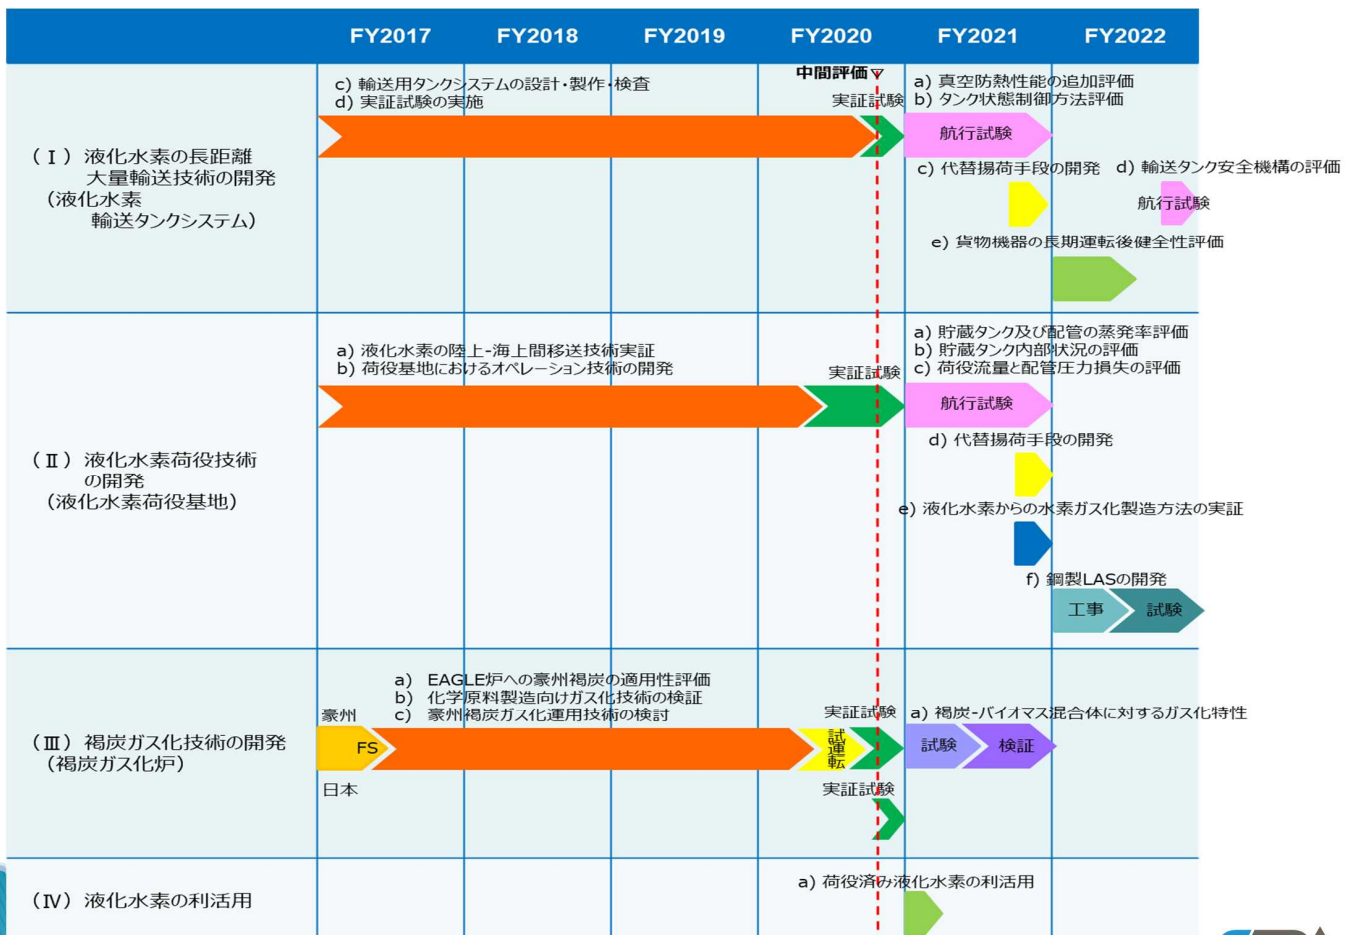 FY2017 FY2018 FY2019 FY2020 FY2021 FY2022
中間評価▽
(Ⅰ) 液化水素の長距離
大量輸送技術の開発
(液化水素
輸送タンクシステム)
c) 輸送用タンクシステムの設計・製作・検査
d) 実証試験の実施
実証試験
a) 真空防熱性能の追加評価
b) タンク状態制御方法評価
航行試験
c) 代替揚荷手段の開発
d) 輸送タンク安全機構の評価
航行試験
e) 貨物機器の長期運転後健全性評価
(Ⅱ) 液化水素荷役技術
の開発
(液化水素荷役基地)
a) 液化水素の陸上-海上間移送技術実証
b) 荷役基地におけるオペレーション技術の開発
実証試験
a) 貯蔵タンク及び配管の蒸発率評価
b) 貯蔵タンク内部状況の評価
c) 荷役流量と配管圧力損失の評価
航行試験
d) 代替揚荷手段の開発
e) 液化水素からの水素ガス化製造方法の実証
f) 鋼製LASの開発
工事 試験
(Ⅲ) 褐炭ガス化技術の開発
(褐炭ガス化炉)
a) EAGLE炉への豪州褐炭の適用性評価
b) 化学原料製造向けガス化技術の検証
c) 豪州褐炭ガス化運用技術の検討
豪州
FS
試運転
実証試験
a) 褐炭-バイオマス混合体に対するガス化特性
試験 検証
日本
実証試験
(Ⅳ) 液化水素の利活用
a) 荷役済み液化水素の利活用